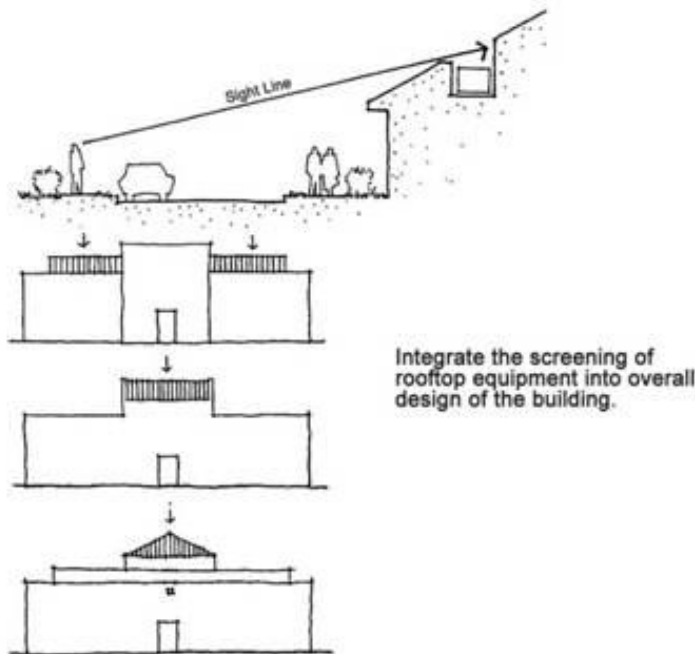 Sight Line
Integrate the screening of
rooftop equipment into overall
design of the building.